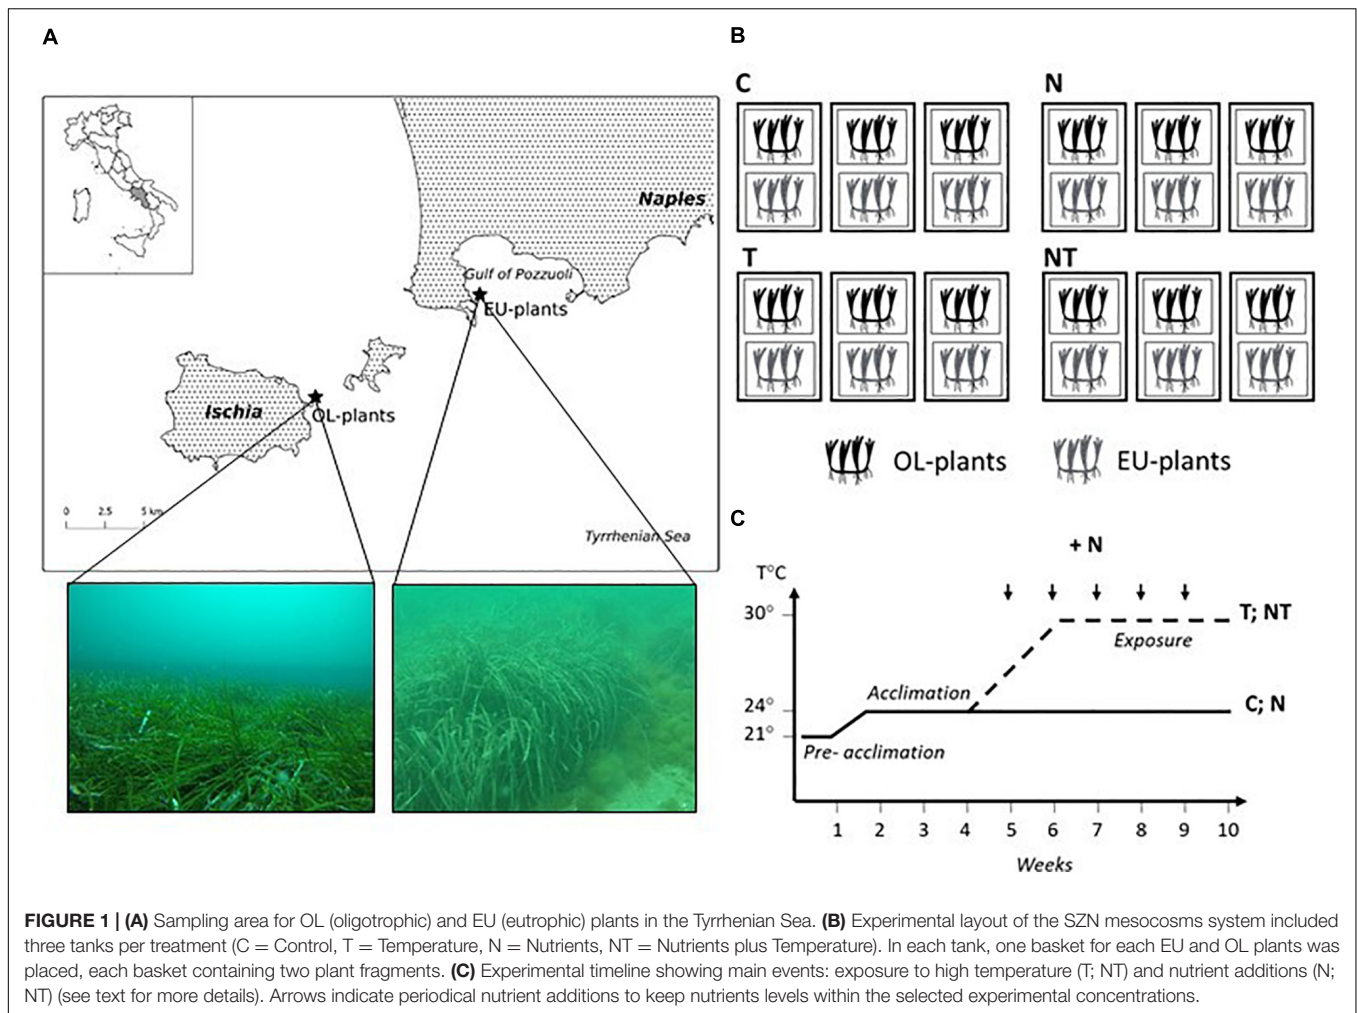 A
Naples
Gulf of Pozzuoli
EU-plants
Ischia
OL-plants
0 2.5 5 km
Tyrrhenian Sea
B
C N
T NT
OL-plants EU-plants
C
+ N
T°C
30°
T; NT
Exposure
Acclimation
24°
C; N
21°
Pre- acclimation
1 2 3 4 5 6 7 8 9 10
Weeks
FIGURE 1 | (A) Sampling area for OL (oligotrophic) and EU (eutrophic) plants in the Tyrrhenian Sea. (B) Experimental layout of the SZN mesocosms system included
three tanks per treatment (C = Control, T = Temperature, N = Nutrients, NT = Nutrients plus Temperature). In each tank, one basket for each EU and OL plants was
placed, each basket containing two plant fragments. (C) Experimental timeline showing main events: exposure to high temperature (T; NT) and nutrient additions (N;
NT) (see text for more details). Arrows indicate periodical nutrient additions to keep nutrients levels within the selected experimental concentrations.